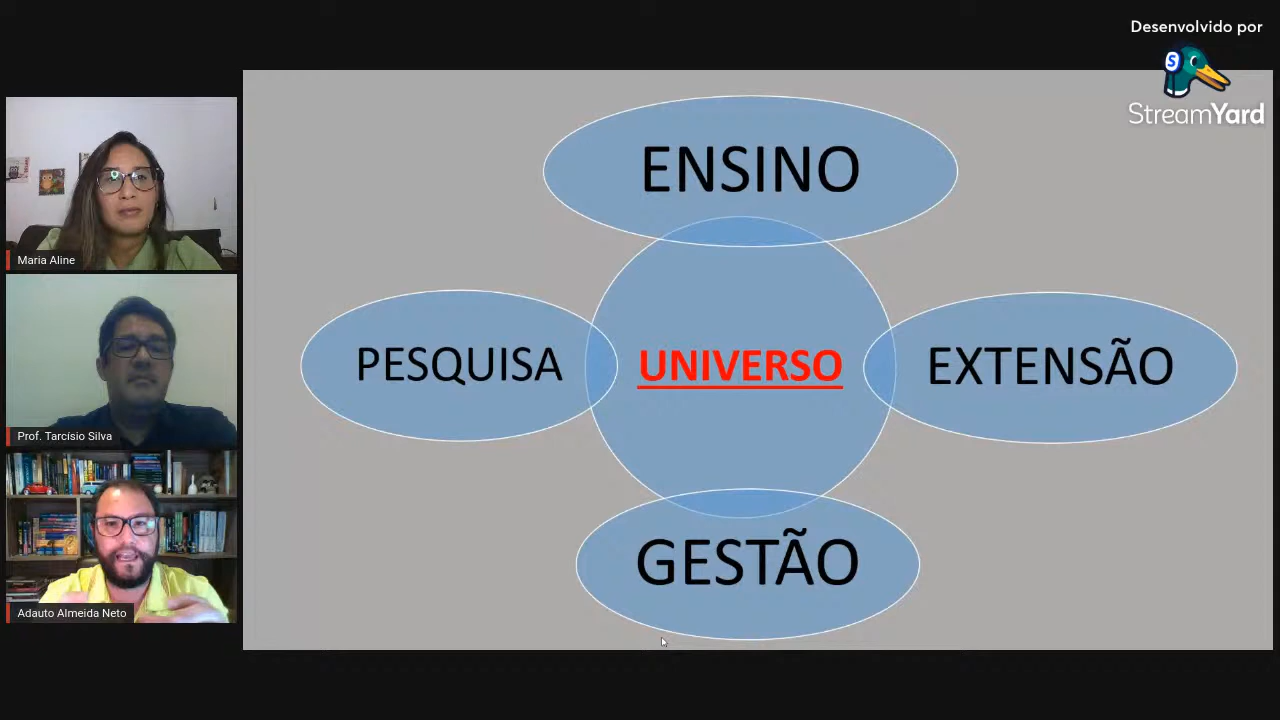 Desenvolvido por
StreamYard
Maria Aline
Prof. Tarcísio Silva
Adauto Almeida Neto
ENSINO
PESQUISA
UNIVERSO
EXTENSÃO
GESTÃO